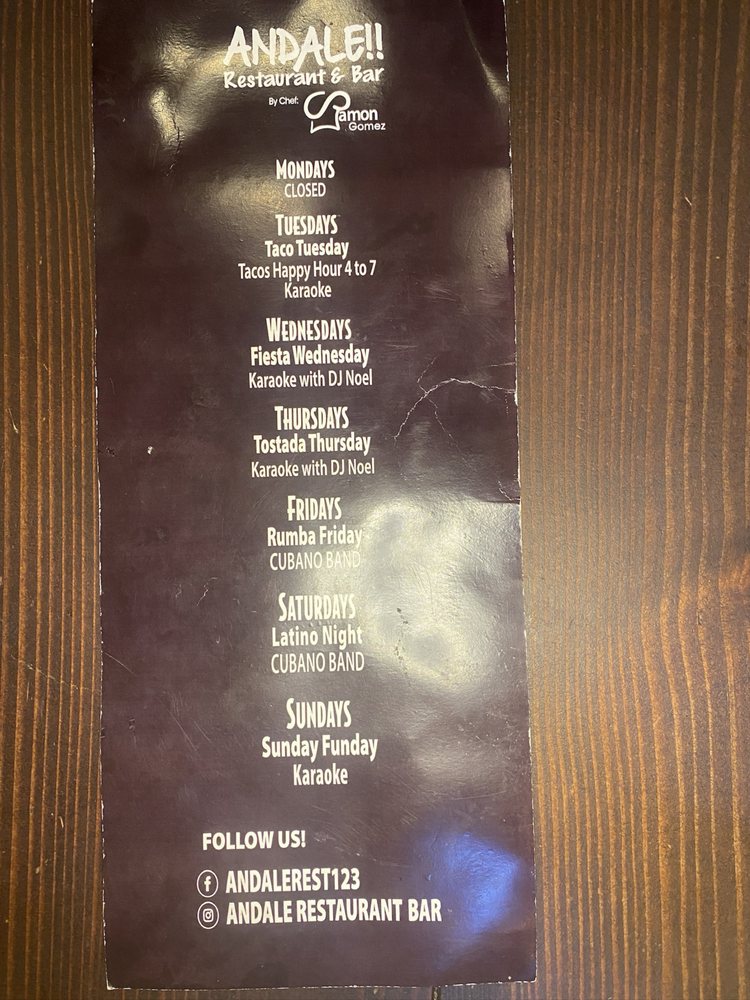 ANDALE!!
Restaurant & Bar
By Chef: Ramon
Gomez
MONDAYS
CLOSED
TUESDAYS
Taco Tuesday
Tacos Happy Hour 4 to 7
Karaoke
WEDNESDAYS
Fiesta Wednesday
Karaoke with DJ Noel
THURSDAYS
Tostada Thursday
Karaoke with DJ Noel
FRIDAYS
Rumba Friday
CUBANO BAND
SATURDAYS
Latino Night
CUBANO BAND
SUNDAYS
Sunday Funday
Karaoke
FOLLOW US!
ANDALEREST123
ANDALE RESTAURANT BAR